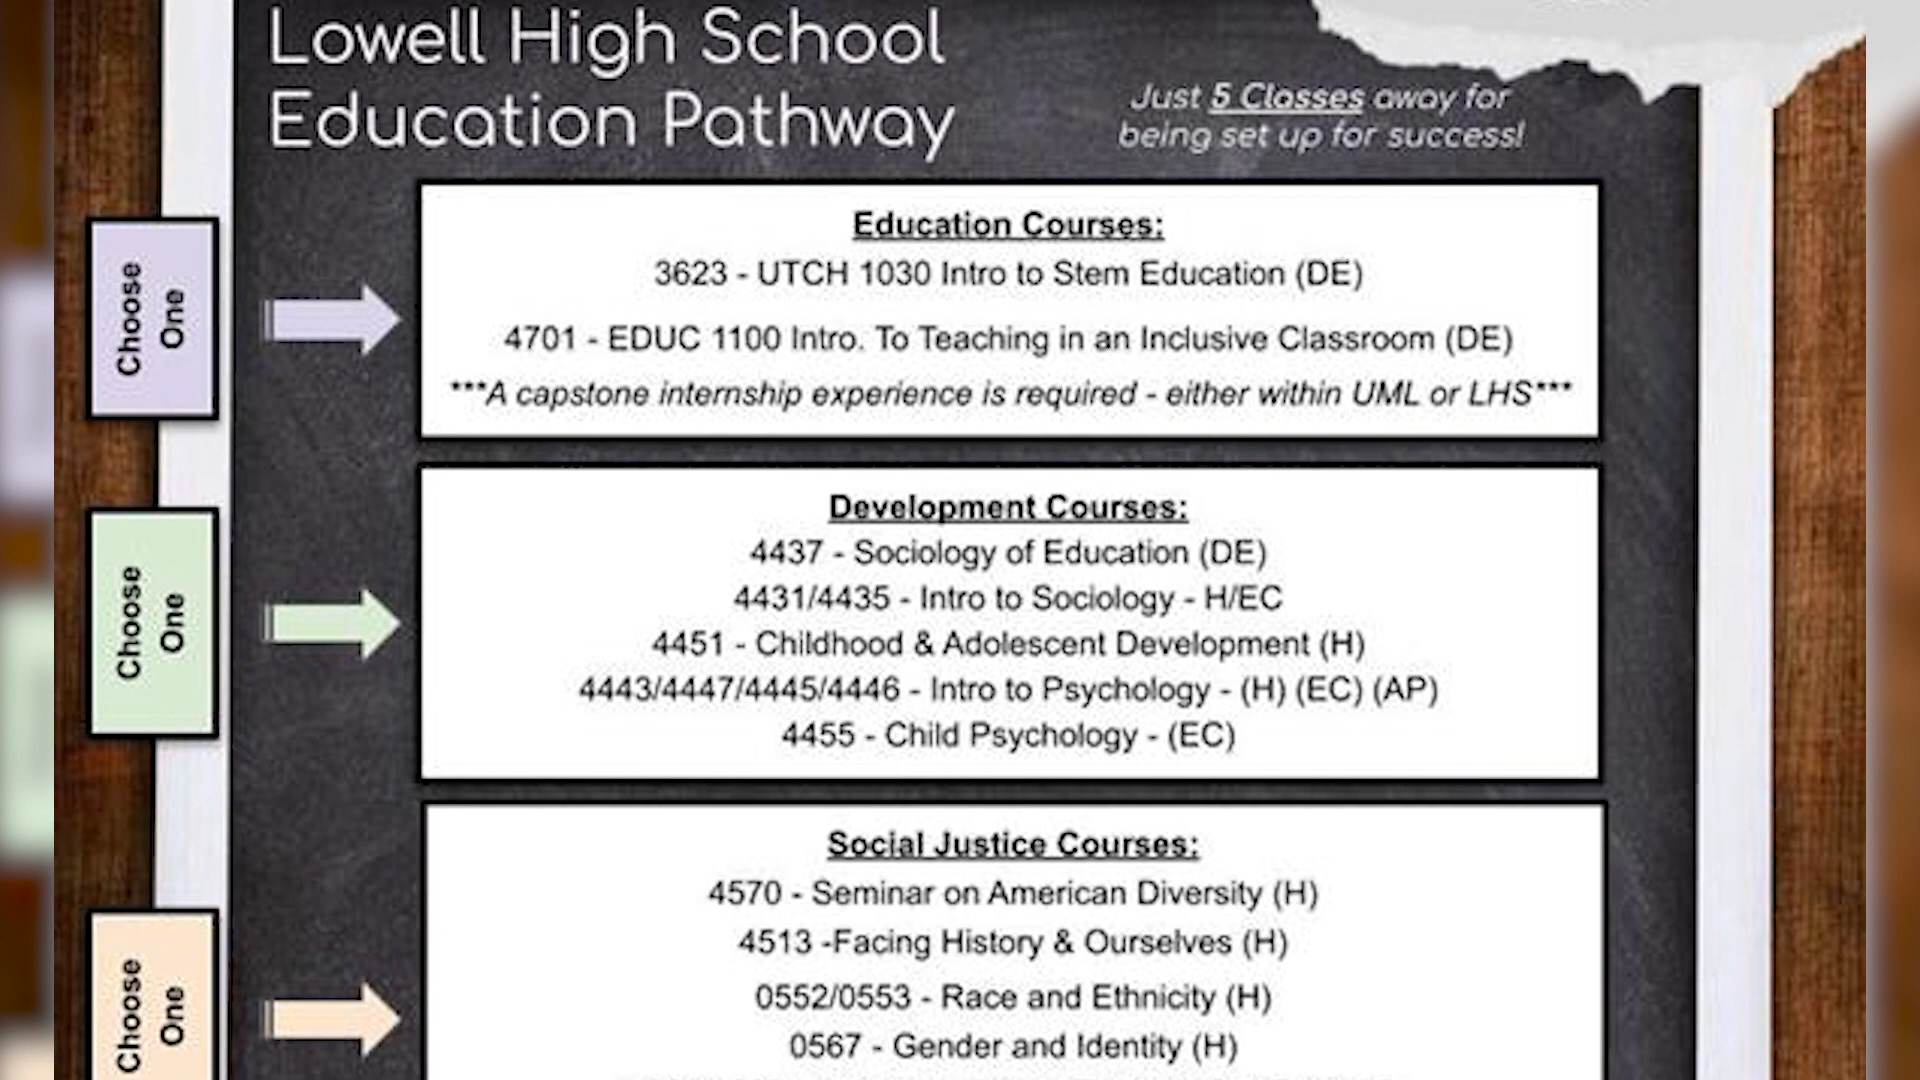 Lowell High School
Education Pathway
Just 5 Classes away for
being set up for success!
Choose
One
Education Courses:
3623 - UTCH 1030 Intro to Stem Education (DE)
4701 - EDUC 1100 Intro. To Teaching in an Inclusive Classroom (DE)
***A capstone internship experience is required - either within UML or LHS***
Choose
One
Development Courses:
4437 - Sociology of Education (DE)
4431/4435 - Intro to Sociology - H/EC
4451 - Childhood & Adolescent Development (H)
4443/4447/4445/4446 - Intro to Psychology - (H) (EC) (AP)
4455 - Child Psychology - (EC)
Choose
One
Social Justice Courses:
4570 - Seminar on American Diversity (H)
4513 -Facing History & Ourselves (H)
0552/0553 - Race and Ethnicity (H)
0567 - Gender and Identity (H)